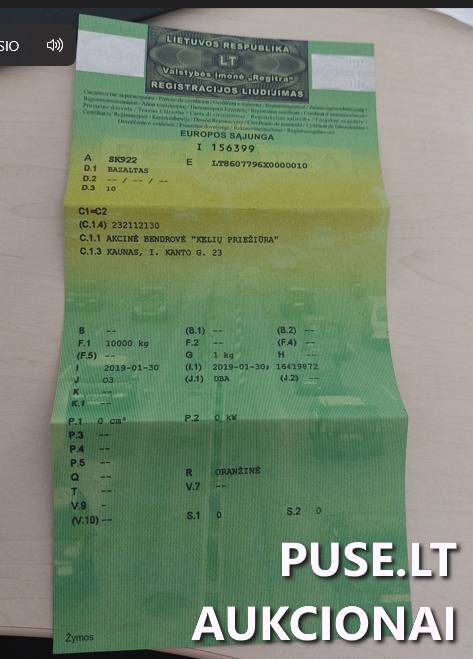 SIO
LIETUVOS RESPUBLIKA
LT
Valstybės įmonė „Regitra"
REGISTRACIJOS LIUDIJIMAS
EUROPOS SĄJUNGA
I 156399
A SK922 E LT8607796X0000010
D.1 BAZALTAS
D.2 -- / -- / --
D.3 10
C1=C2
(C.1.4) 232112130
C.1.1 AKCINĖ BENDROVĖ "KELIŲ PRIEŽIŪRA"
C.1.3 KAUNAS, I. KANTO G. 23
B -- (B.1) -- (B.2) --
F.1 10000 kg F.2 -- (F.4) --
(F.5) -- G 1 kg H --
I 2019-01-30 (I.1) 2019-01-30; 16419872
J O3 (J.1) DBA (J.2) --
K --
K.1 --
P.1 0 cm³ P.2 0 kW
P.3 --
P.4 --
P.5 --
Q -- R ORANŽINĖ
T -- V.7 --
V.9 -
(V.10) -- S.1 0 S.2 0
Žymos
PUSE.LT
AUKCIONAI